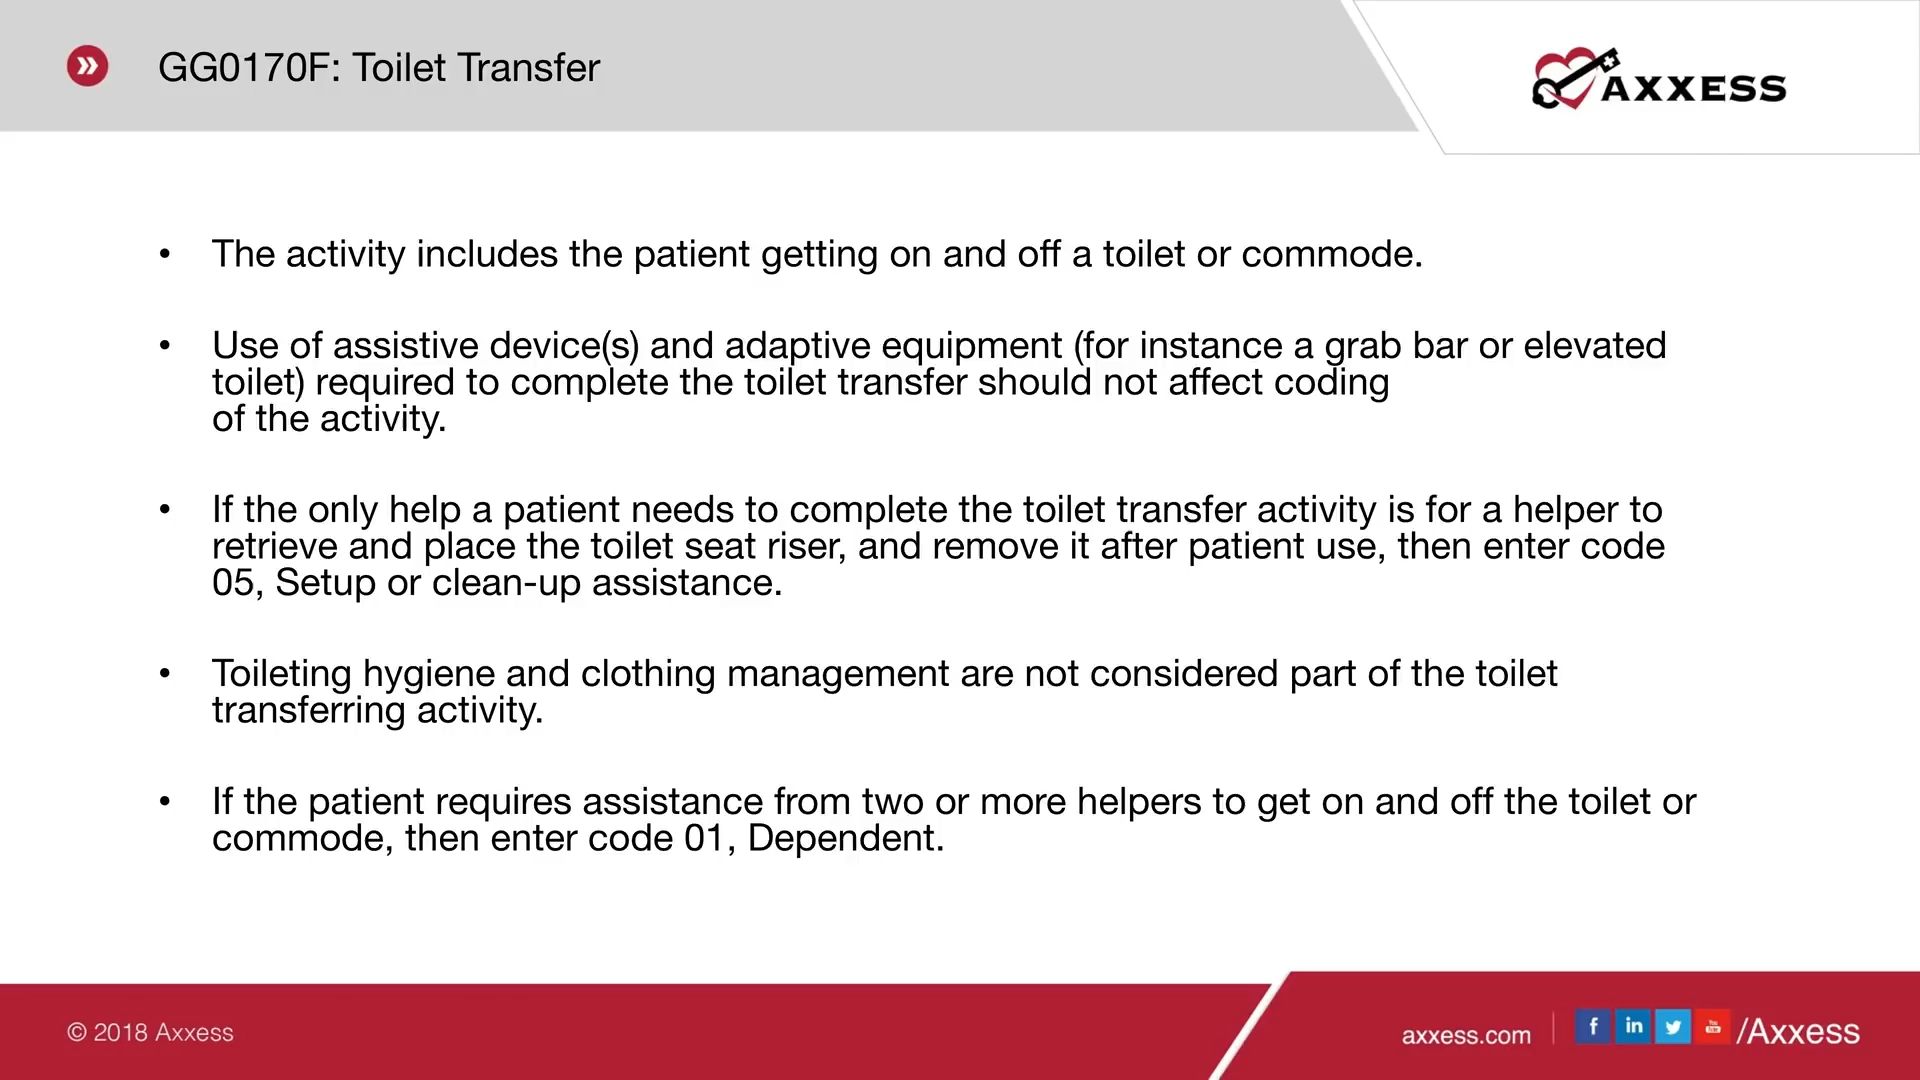 GG0170F: Toilet Transfer
AXXESS
• The activity includes the patient getting on and off a toilet or commode.
• Use of assistive device(s) and adaptive equipment (for instance a grab bar or elevated
toilet) required to complete the toilet transfer should not affect coding
of the activity.
• If the only help a patient needs to complete the toilet transfer activity is for a helper to
retrieve and place the toilet seat riser, and remove it after patient use, then enter code
05, Setup or clean-up assistance.
• Toileting hygiene and clothing management are not considered part of the toilet
transferring activity.
• If the patient requires assistance from two or more helpers to get on and off the toilet or
commode, then enter code 01, Dependent.
© 2018 Axxess
axxess.com | f in You /Axxess